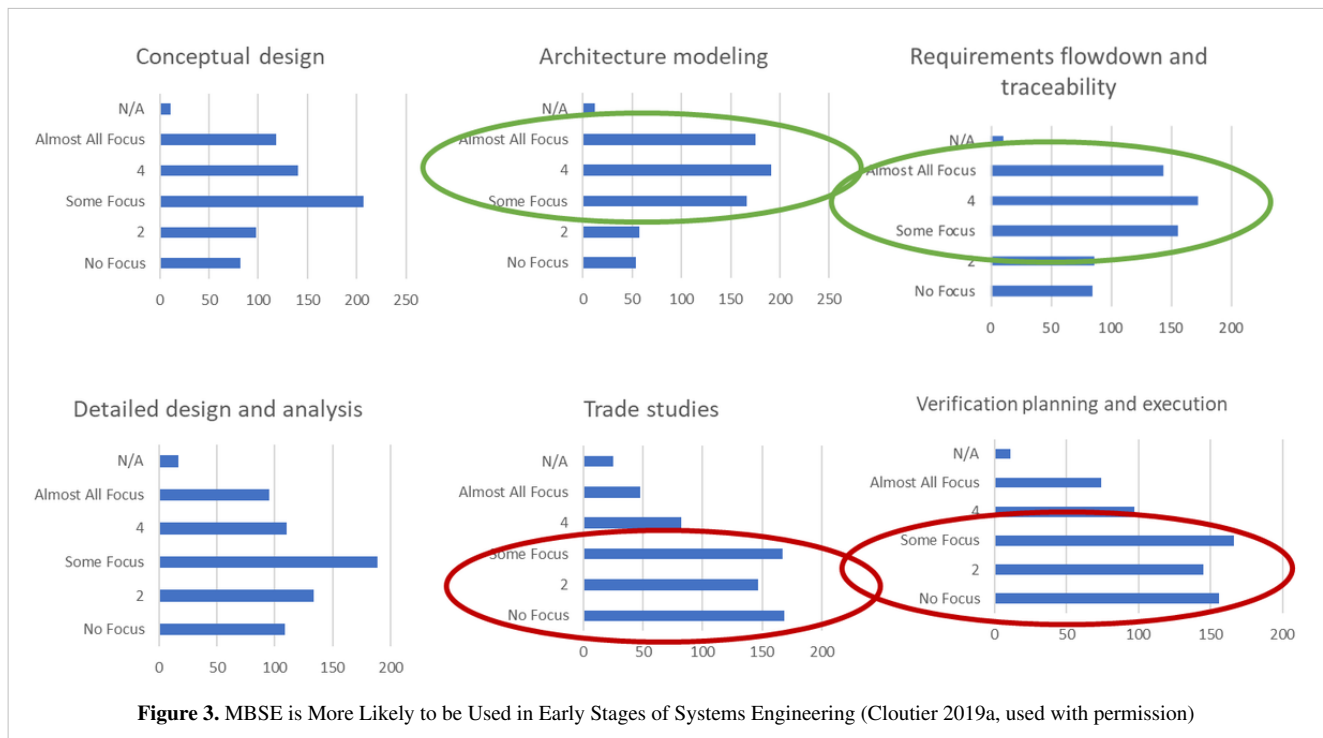 Conceptual design
N/A
Almost All Focus
4
Some Focus
2
No Focus
0 50 100 150 200 250
Architecture modeling
N/A
Almost All Focus
4
Some Focus
2
No Focus
0 50 100 150 200 250
Requirements flowdown and
traceability
N/A
Almost All Focus
4
Some Focus
2
No Focus
0 50 100 150 200
Detailed design and analysis
N/A
Almost All Focus
4
Some Focus
2
No Focus
0 50 100 150 200
Trade studies
N/A
Almost All Focus
4
Some Focus
2
No Focus
0 50 100 150 200
Verification planning and execution
N/A
Almost All Focus
4
Some Focus
2
No Focus
0 50 100 150 200
Figure 3. MBSE is More Likely to be Used in Early Stages of Systems Engineering (Cloutier 2019a, used with permission)